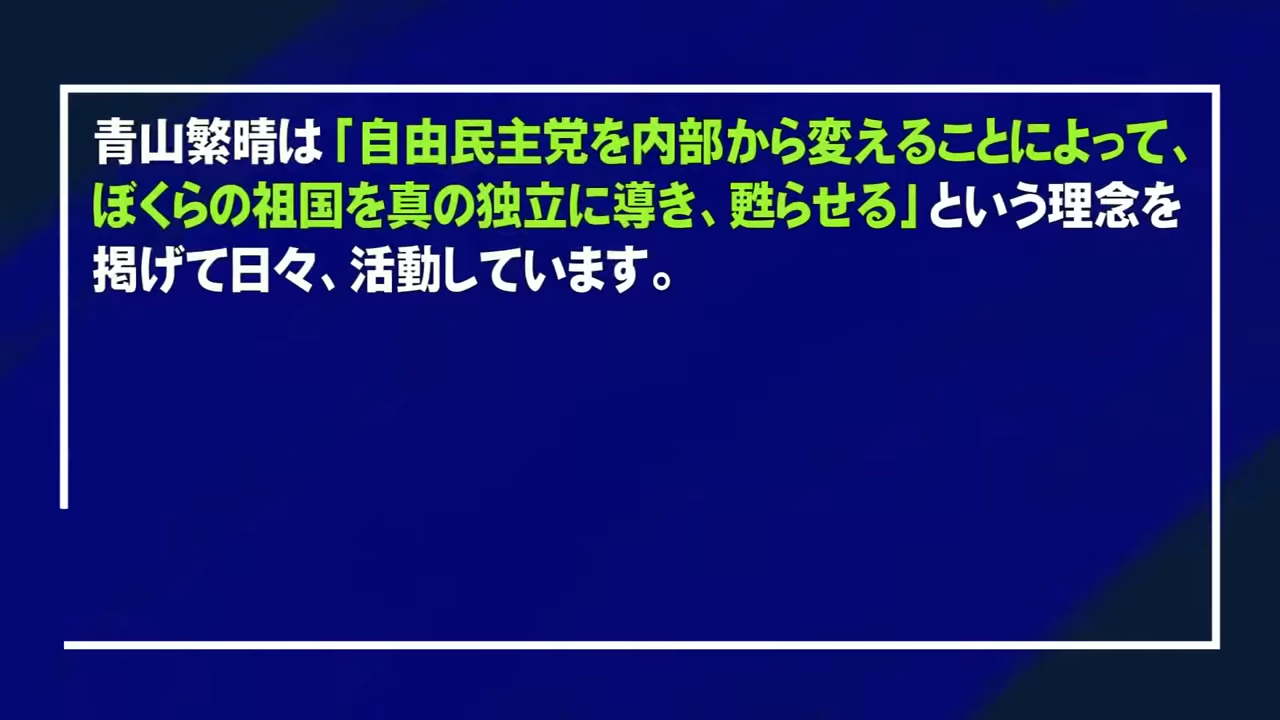 青山繁晴は「自由民主党を内部から変えることによって、
ぼくらの祖国を真の独立に導き、甦らせる」という理念を
掲げて日々、活動しています。